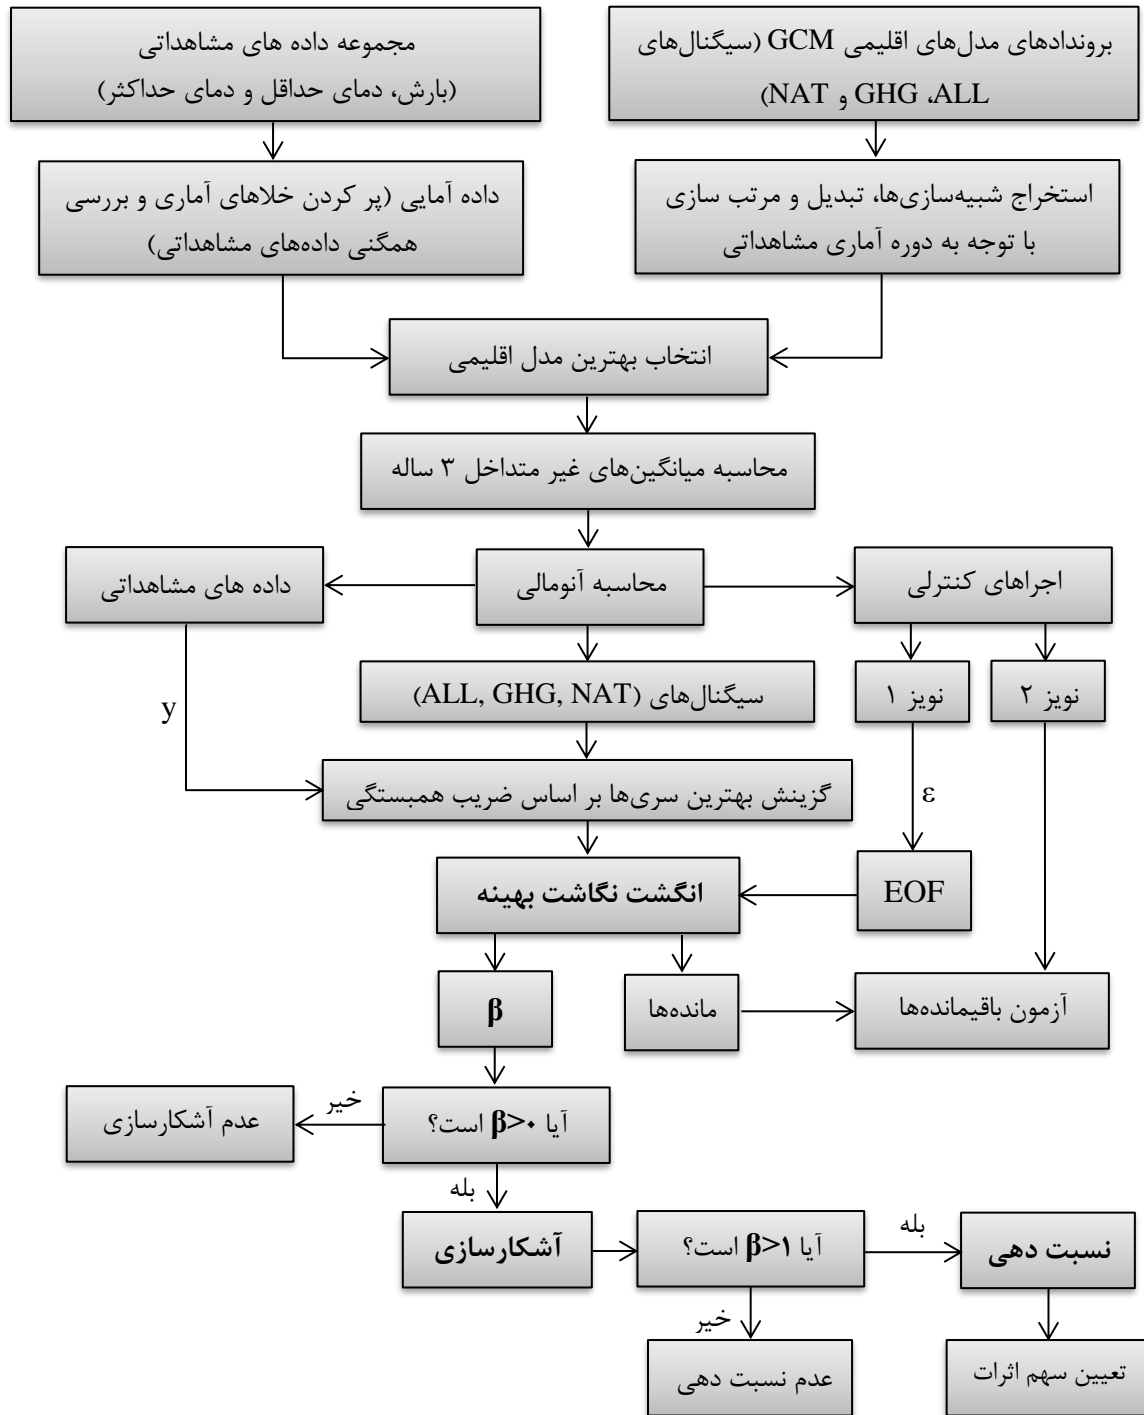 مجموعه داده های مشاهداتی
(بارش، دمای حداقل و دمای حداکثر)
بروندادهای مدل‌های اقلیمی GCM (سیگنال‌های
GHG ،ALL و NAT)
داده آمایی (پر کردن خلاهای آماری و بررسی
همگنی داده‌های مشاهداتی)
استخراج شبیه‌سازی‌ها، تبدیل و مرتب سازی
با توجه به دوره آماری مشاهداتی
انتخاب بهترین مدل اقلیمی
محاسبه میانگین‌های غیر متداخل ۳ ساله
داده های مشاهداتی
محاسبه آنومالی
اجراهای کنترلی
سیگنال‌های (ALL, GHG, NAT)
نویز ۱
نویز ۲
y
گزینش بهترین سری‌ها بر اساس ضریب همبستگی
ε
انگشت نگاشت بهینه
EOF
β
مانده‌ها
آزمون باقیمانده‌ها
آیا β>۰ است؟
خیر
عدم آشکارسازی
بله
آشکارسازی
آیا β>۱ است؟
بله
نسبت دهی
خیر
عدم نسبت دهی
تعیین سهم اثرات